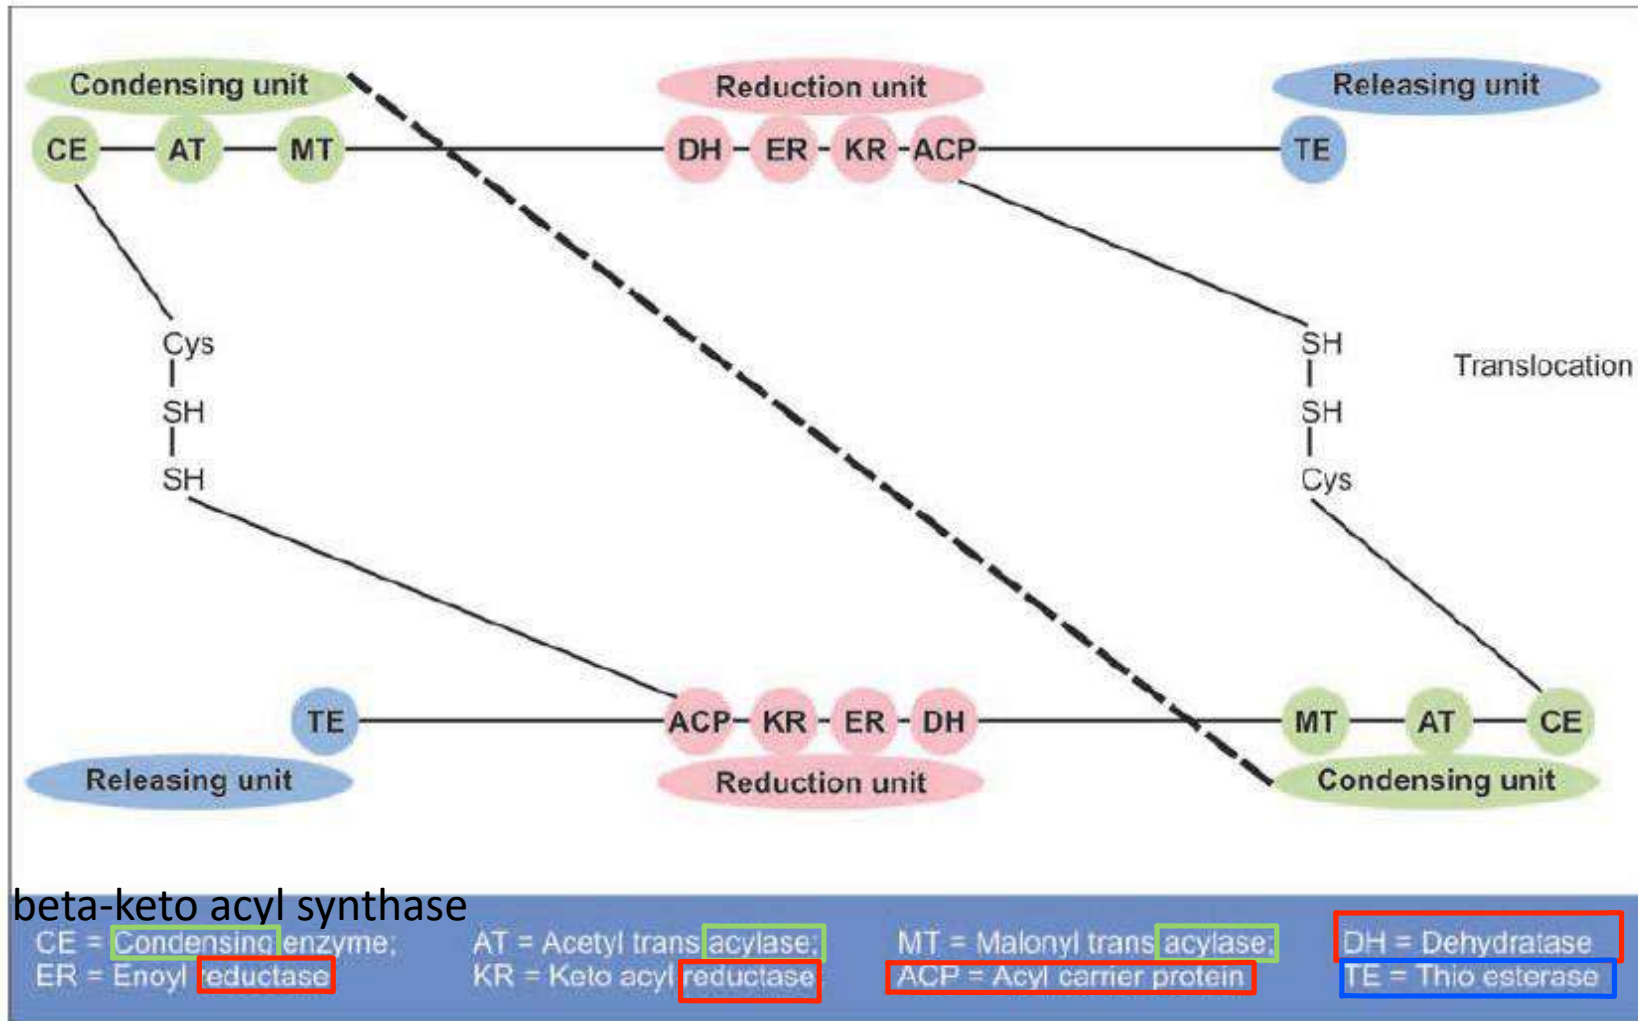 Condensing unit
Reduction unit
Releasing unit
CE AT MT DH ER KR ACP TE
Cys
SH
SH
SH
SH
Cys
Translocation
TE ACP KR ER DH MT AT CE
Releasing unit
Reduction unit
Condensing unit
beta-keto acyl synthase
CE = Condensing enzyme; AT = Acetyl trans acylase; MT = Malonyl trans acylase; DH = Dehydratase
ER = Enoyl reductase KR = Keto acyl reductase ACP = Acyl carrier protein TE = Thio esterase